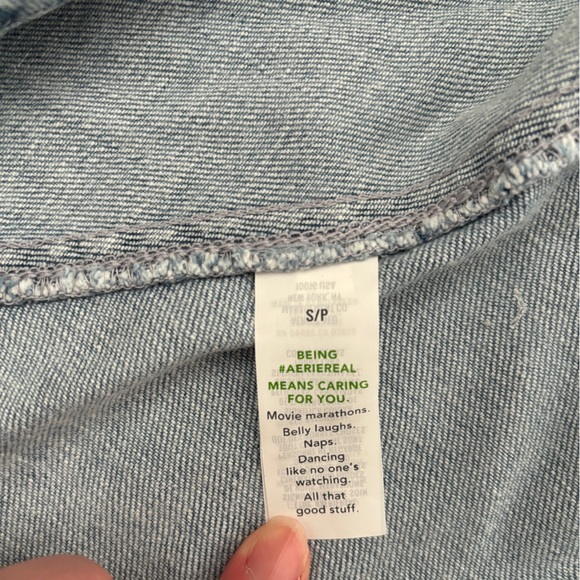 S/P
BEING
#AERIEREAL
MEANS CARING
FOR YOU.
Movie marathons.
Belly laughs.
Naps.
Dancing
like no one's
watching.
All that
good stuff.